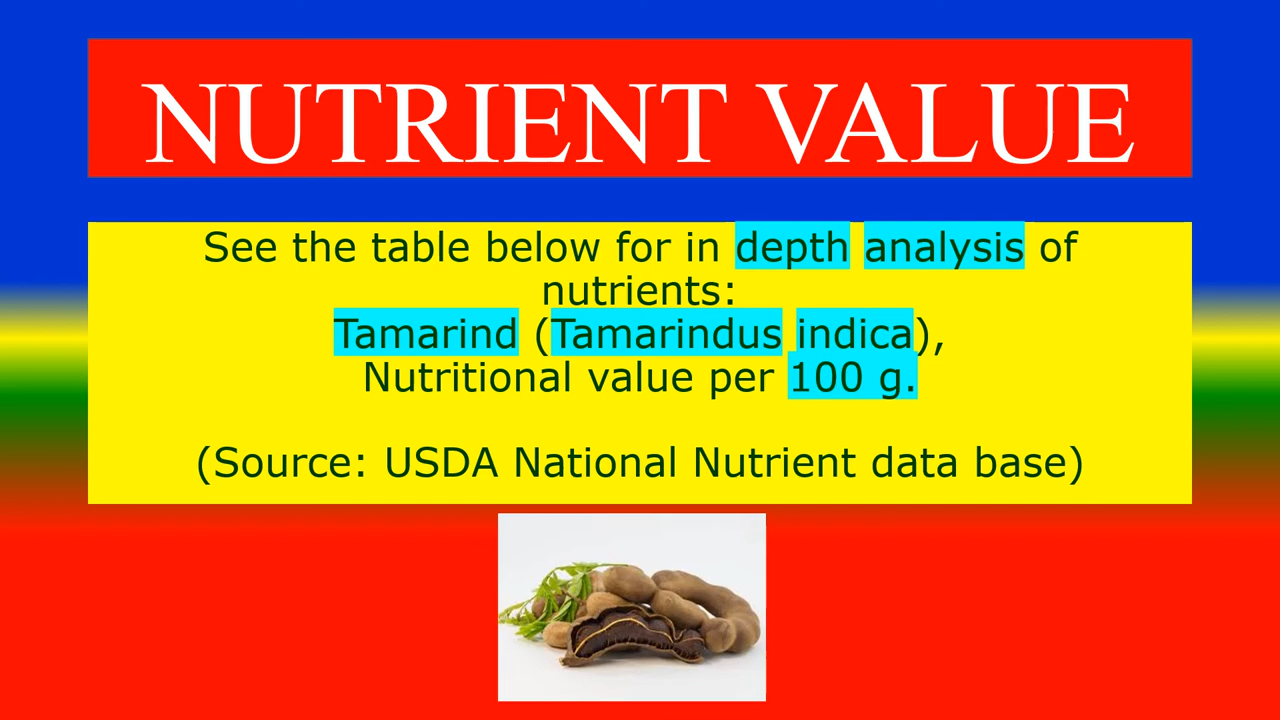 NUTRIENT VALUE
See the table below for in depth analysis of
nutrients:
Tamarind (Tamarindus indica),
Nutritional value per 100 g.
(Source: USDA National Nutrient data base)